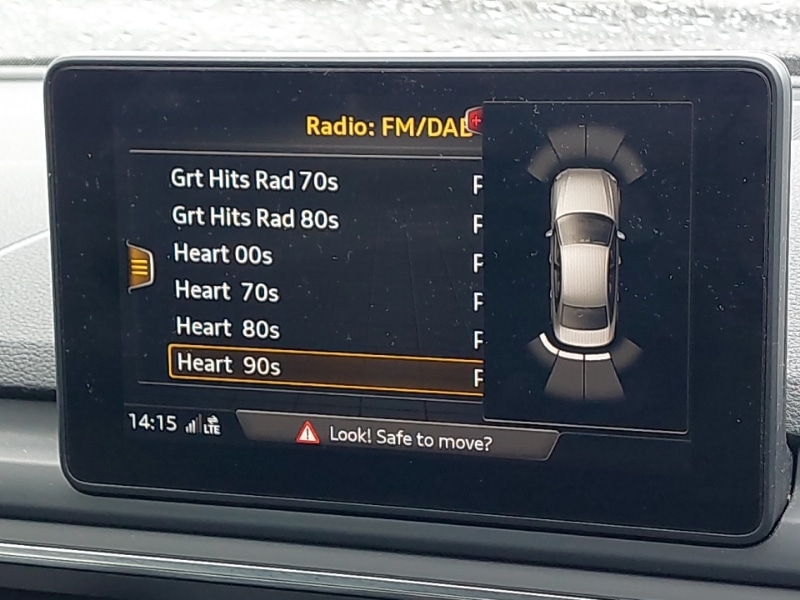 Radio: FM/DAB
Grt Hits Rad 70s P
Grt Hits Rad 80s P
Heart 00s P
Heart 70s P
Heart 80s P
Heart 90s P
14:15 LTE
Look! Safe to move?